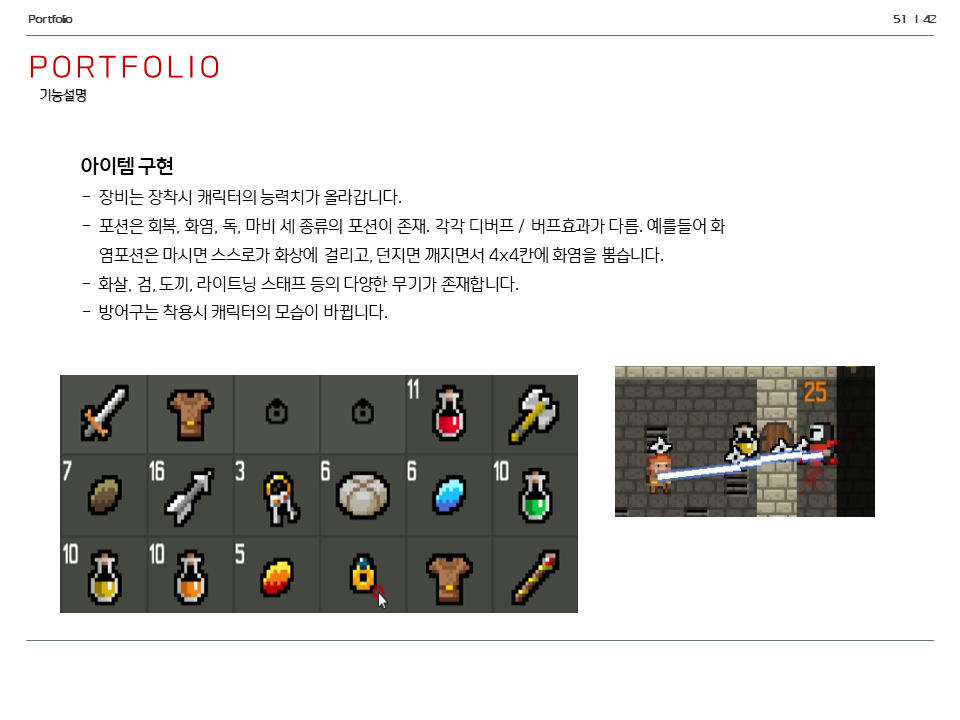 Portfolio
51 l 42
PORTFOLIO
기능설명
아이템 구현
- 장비는 장착시 캐릭터의 능력치가 올라갑니다.
- 포션은 회복, 화염, 독, 마비 세 종류의 포션이 존재. 각각 디버프 / 버프효과가 다름. 예를들어 화
염포션은 마시면 스스로가 화상에 걸리고, 던지면 깨지면서 4x4칸에 화염을 뿜습니다.
- 화살, 검, 도끼, 라이트닝 스태프 등의 다양한 무기가 존재합니다.
- 방어구는 착용시 캐릭터의 모습이 바뀝니다.
11
25
7 16 3 6 6 10
10 10 5